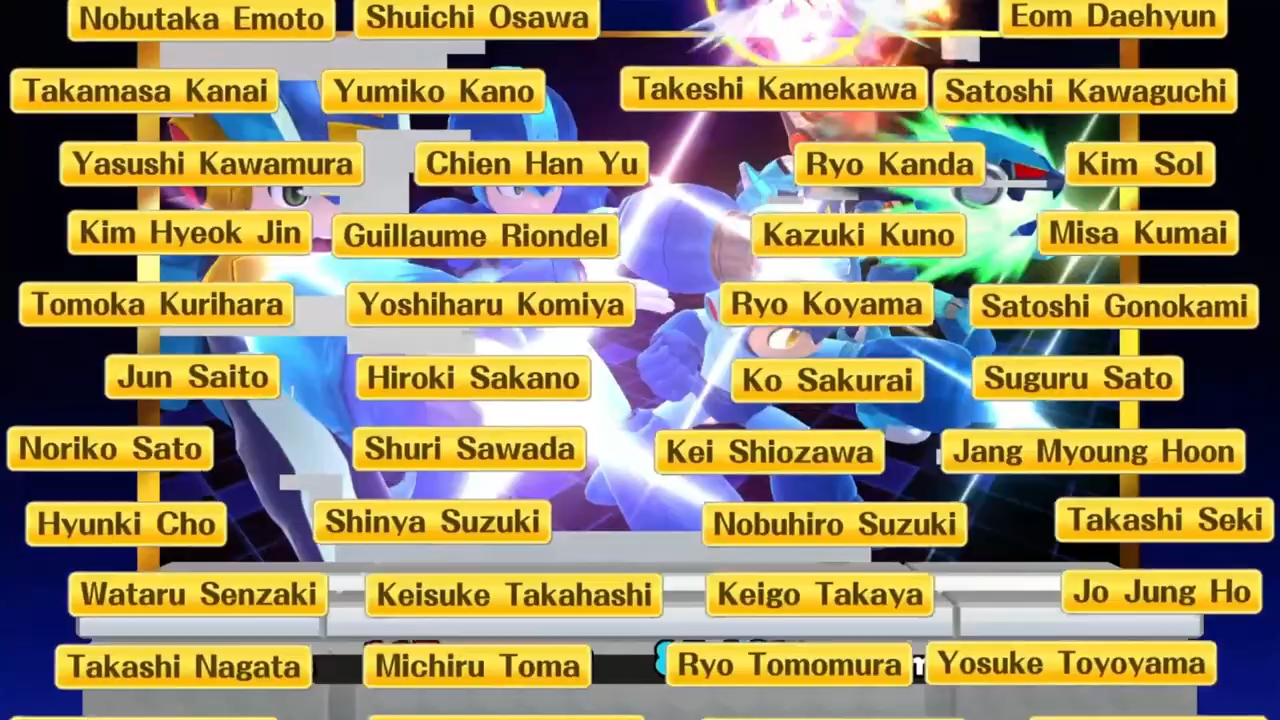 Nobutaka Emoto Shuichi Osawa Eom Daehyun
Takamasa Kanai Yumiko Kano Takeshi Kamekawa Satoshi Kawaguchi
Yasushi Kawamura Chien Han Yu Ryo Kanda Kim Sol
Kim Hyeok Jin Guillaume Riondel Kazuki Kuno Misa Kumai
Tomoka Kurihara Yoshiharu Komiya Ryo Koyama Satoshi Gonokami
Jun Saito Hiroki Sakano Ko Sakurai Suguru Sato
Noriko Sato Shuri Sawada Kei Shiozawa Jang Myoung Hoon
Hyunki Cho Shinya Suzuki Nobuhiro Suzuki Takashi Seki
Wataru Senzaki Keisuke Takahashi Keigo Takaya Jo Jung Ho
Takashi Nagata Michiru Toma Ryo Tomomura Yosuke Toyoyama